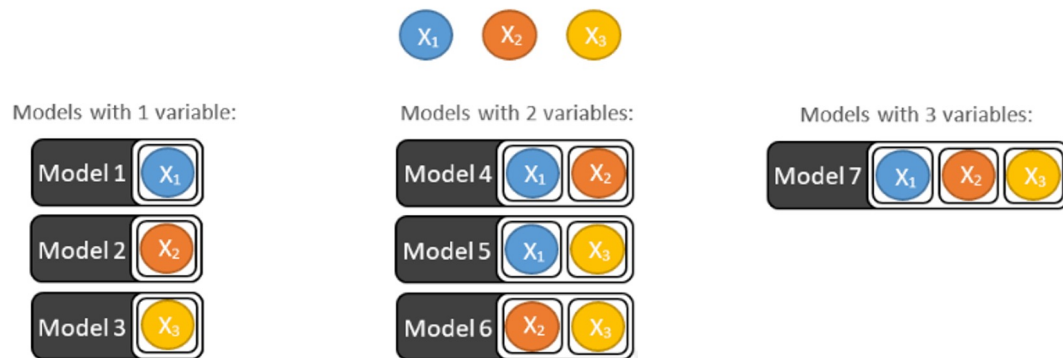 X₁ X₂ X₃
Models with 1 variable:
Model 1 X₁
Model 2 X₂
Model 3 X₃
Models with 2 variables:
Model 4 X₁ X₂
Model 5 X₁ X₃
Model 6 X₂ X₃
Models with 3 variables:
Model 7 X₁ X₂ X₃